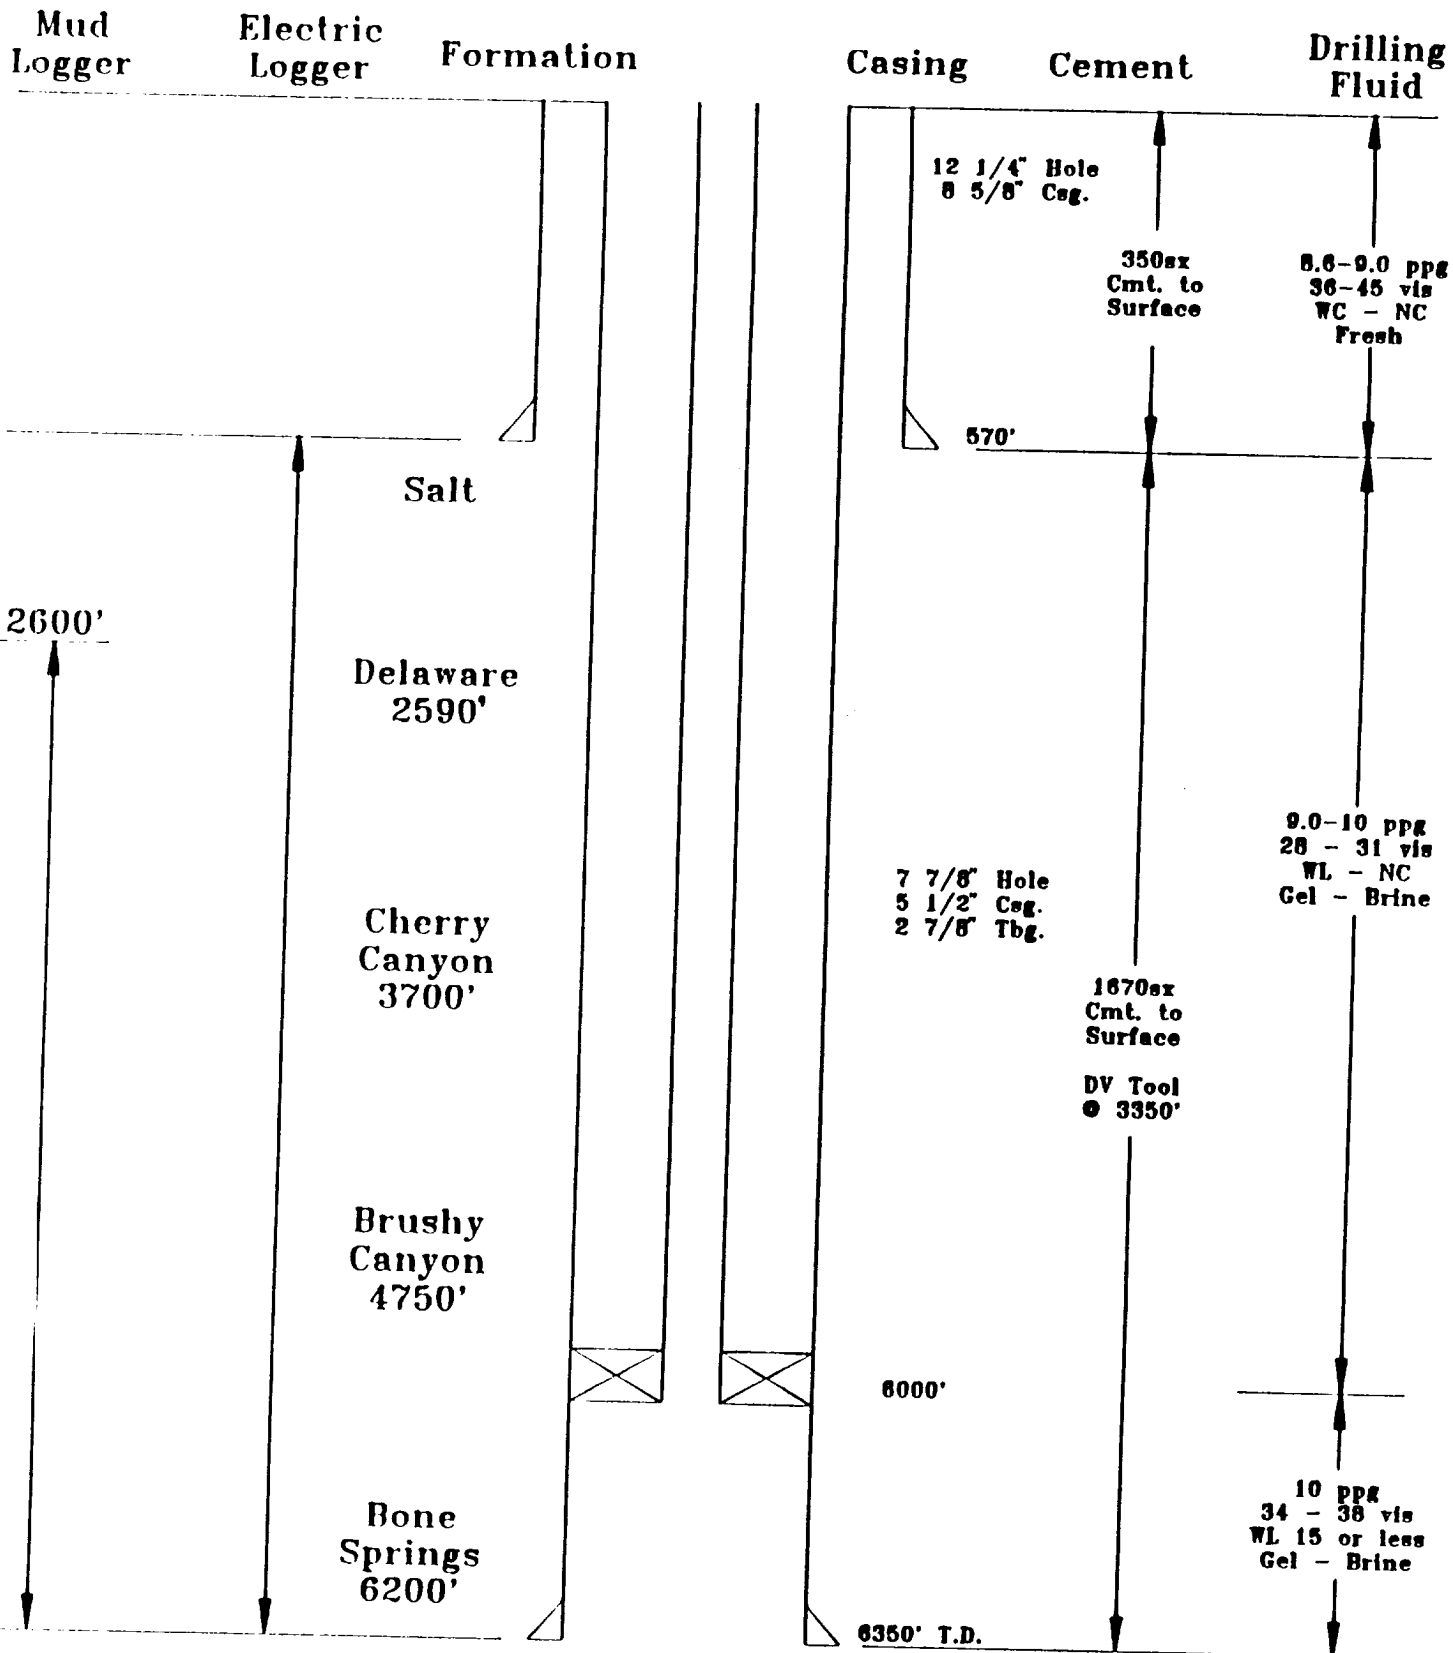 Mud
Logger
Electric
Logger
Formation
Casing
Cement
Drilling
Fluid
12 1/4" Hole
8 5/8" Csg.
350sx
Cmt. to
Surface
8.6-9.0 ppg
36-45 vis
WC - NC
Fresh
570'
Salt
2600'
Delaware
2590'
9.0-10 ppg
28 - 31 vis
WL - NC
Gel - Brine
7 7/8" Hole
5 1/2" Csg.
2 7/8" Tbg.
Cherry
Canyon
3700'
1670sx
Cmt. to
Surface
DV Tool
@ 3350'
Brushy
Canyon
4750'
6000'
10 ppg
34 - 38 vis
WL 15 or less
Gel - Brine
Bone
Springs
6200'
6350' T.D.